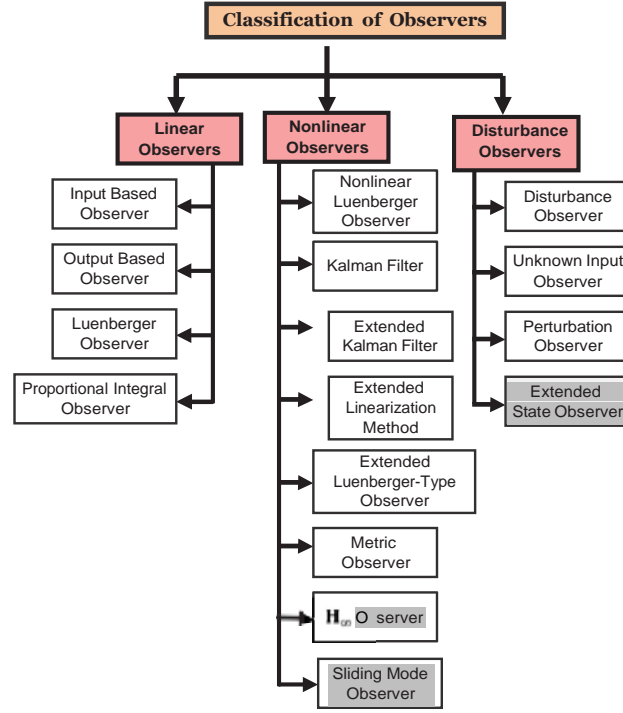 Classification of Observers
Linear
Observers
Input Based
Observer
Output Based
Observer
Luenberger
Observer
Proportional Integral
Observer
Nonlinear
Observers
Nonlinear
Luenberger
Observer
Kalman Filter
Extended
Kalman Filter
Extended
Linearization
Method
Extended
Luenberger-Type
Observer
Metric
Observer
H∞ O server
Sliding Mode
Observer
Disturbance
Observers
Disturbance
Observer
Unknown Input
Observer
Perturbation
Observer
Extended
State Observer